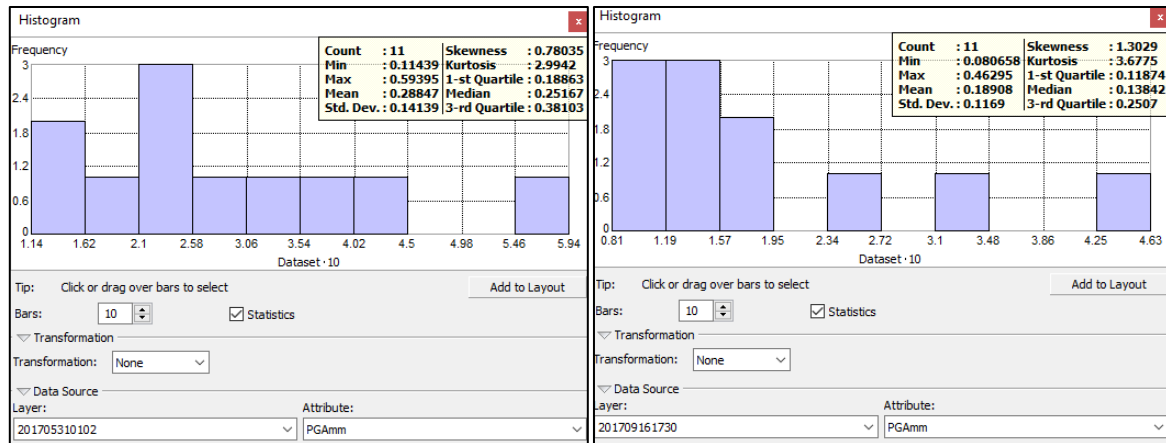 Histogram
x
Frequency
Count : 11 Skewness : 0.78035
Min : 0.11439 Kurtosis : 2.9942
Max : 0.59395 1-st Quartile : 0.18863
Mean : 0.28847 Median : 0.25167
Std. Dev. : 0.14139 3-rd Quartile : 0.38103
3
2.4
1.8
1.2
0.6
0
1.14 1.62 2.1 2.58 3.06 3.54 4.02 4.5 4.98 5.46 5.94
Dataset · 10
Tip: Click or drag over bars to select
Add to Layout
Bars: 10 Statistics
Transformation
Transformation: None
Data Source
Layer: Attribute:
201705310102 PGAmm
Histogram
x
Frequency
Count : 11 Skewness : 1.3029
Min : 0.080658 Kurtosis : 3.6775
Max : 0.46295 1-st Quartile : 0.11874
Mean : 0.18908 Median : 0.13842
Std. Dev. : 0.1169 3-rd Quartile : 0.2507
3
2.4
1.8
1.2
0.6
0
0.81 1.19 1.57 1.95 2.34 2.72 3.1 3.48 3.86 4.25 4.63
Dataset · 10
Tip: Click or drag over bars to select
Add to Layout
Bars: 10 Statistics
Transformation
Transformation: None
Data Source
Layer: Attribute:
201709161730 PGAmm